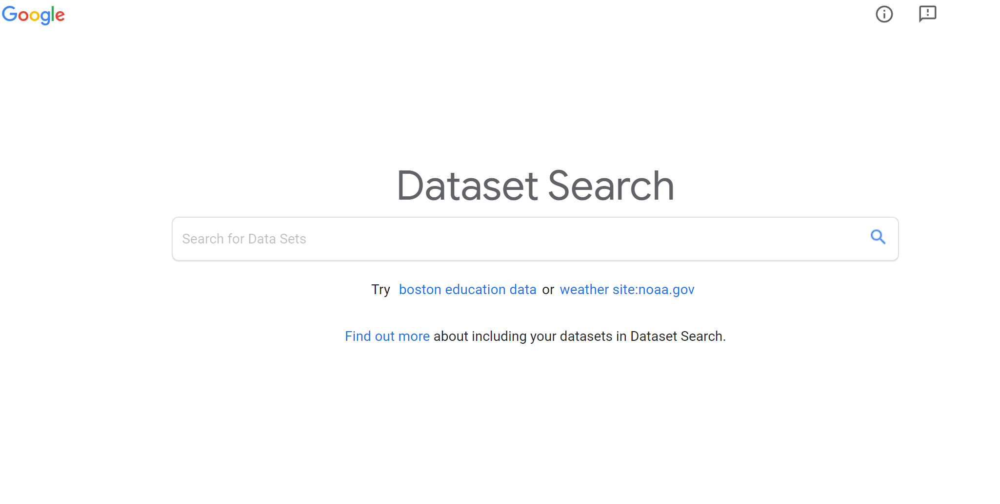 Google
Dataset Search
Search for Data Sets
Try boston education data or weather site:noaa.gov
Find out more about including your datasets in Dataset Search.